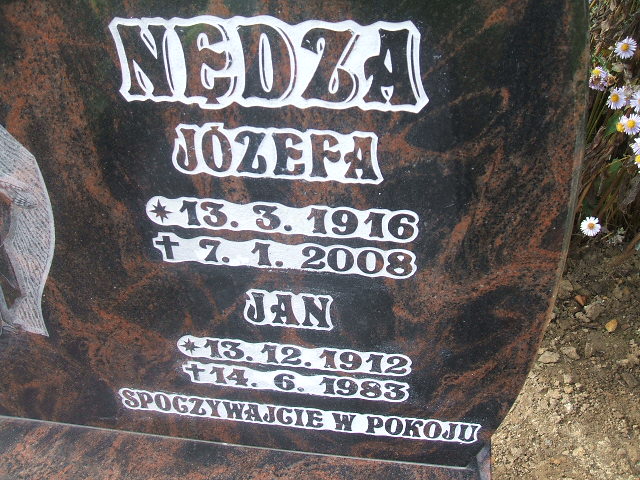 NĘDZA
JÓZEFA
* 13. 3. 1916
† 7. 1. 2008
JAN
* 13. 12. 1912
† 14. 6. 1983
SPOCZYWAJCIE W POKOJU